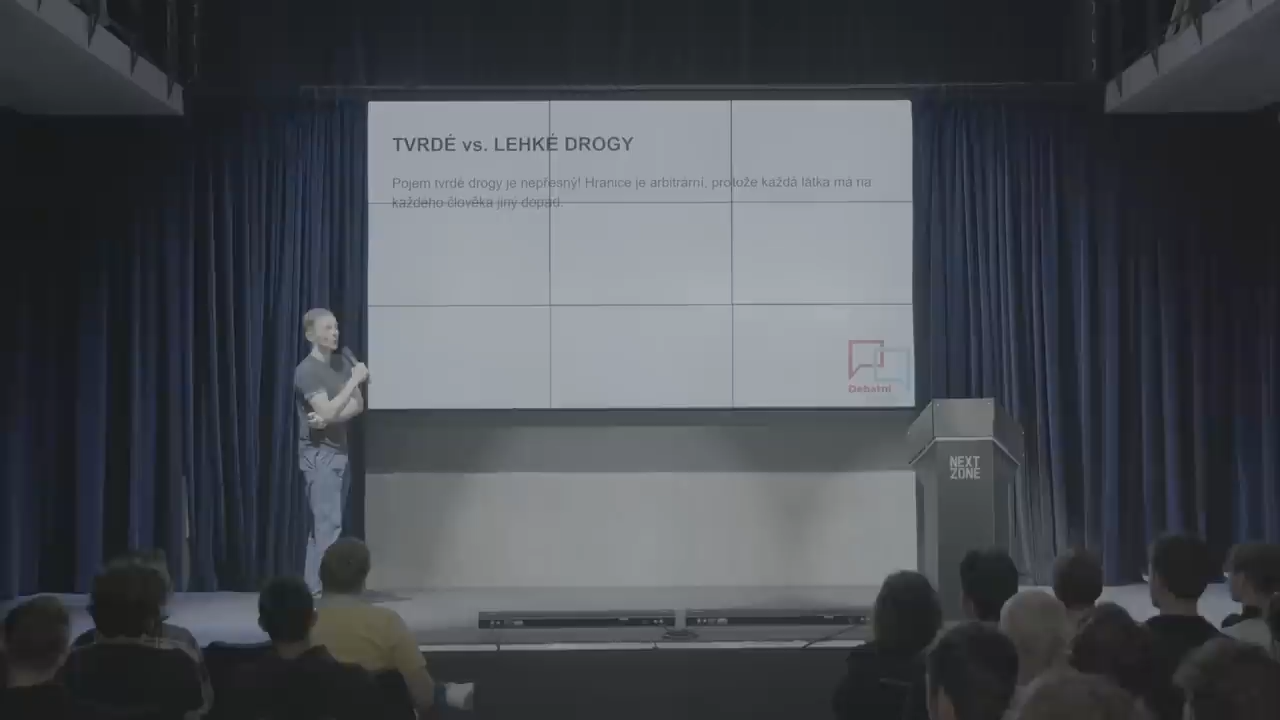 TVRDÉ vs. LEHKÉ DROGY
Pojem tvrdé drogy je nepřesný! Hranice je arbitrární, protože každá látka má na
každého člověka jiný dopad.
Debatní
NEXT
ZONE